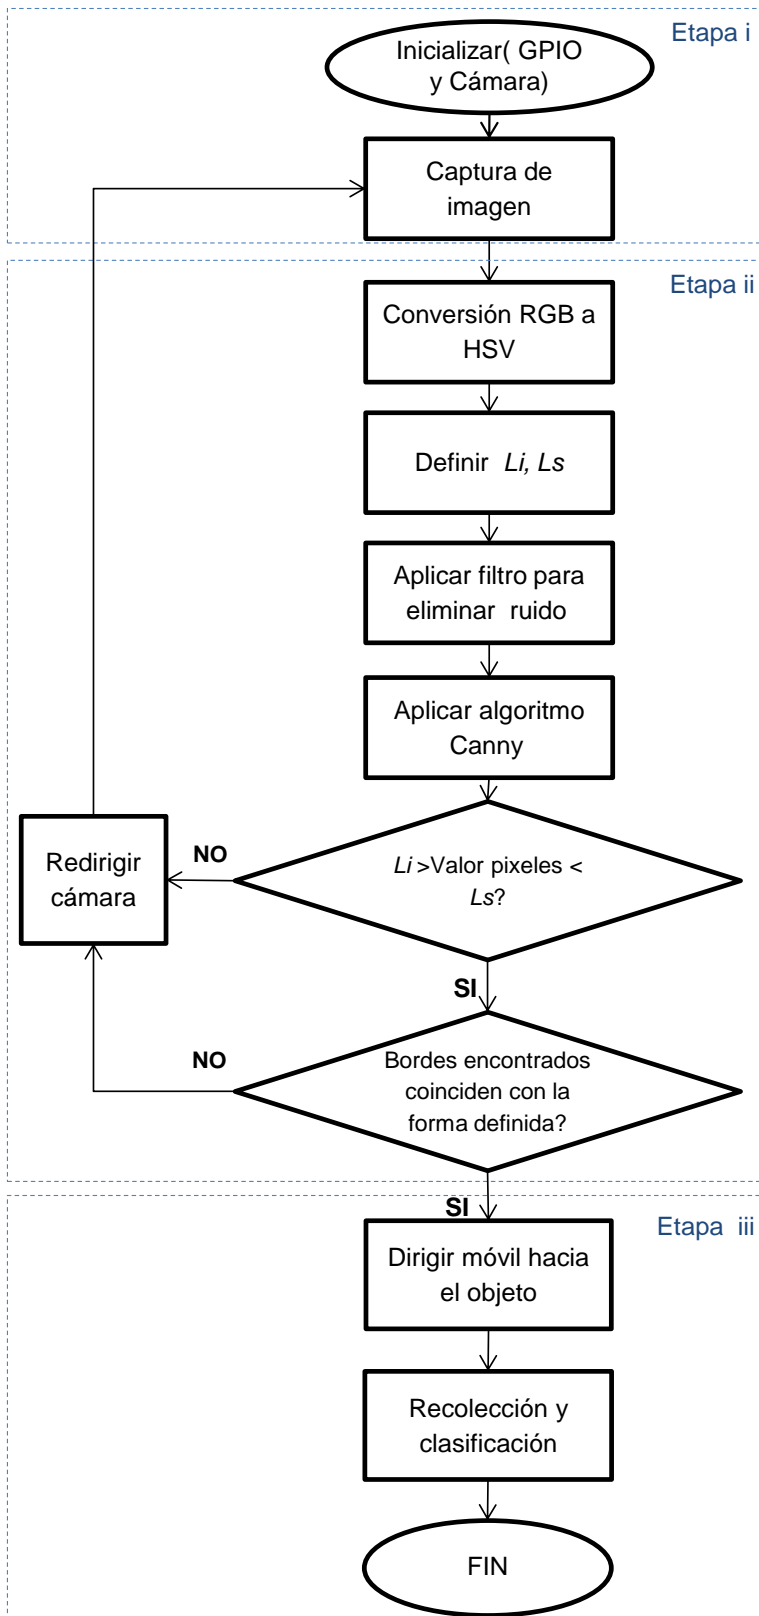 Etapa i
Inicializar( GPIO
y Cámara)
Captura de
imagen
Etapa ii
Conversión RGB a
HSV
Definir Li, Ls
Aplicar filtro para
eliminar ruido
Aplicar algoritmo
Canny
Redirigir
cámara
NO
Li >Valor pixeles <
Ls?
SI
NO
Bordes encontrados
coinciden con la
forma definida?
SI
Etapa iii
Dirigir móvil hacia
el objeto
Recolección y
clasificación
FIN